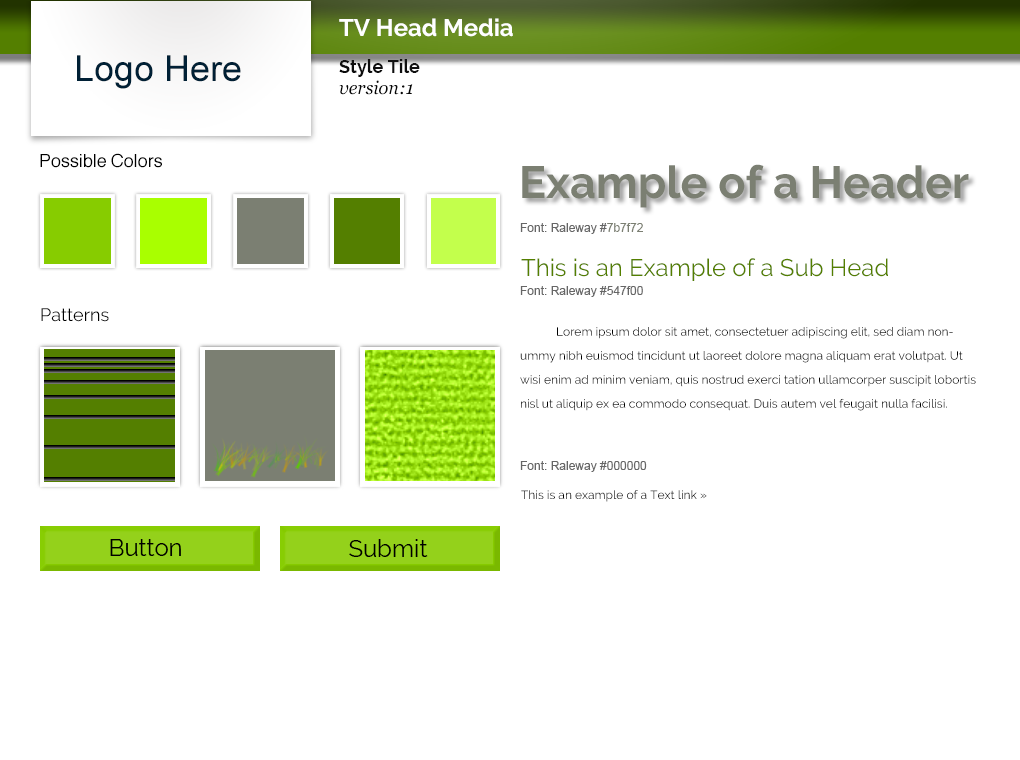 TV Head Media
Logo Here
Style Tile
version:1
Possible Colors
Patterns
Button
Submit
Example of a Header
Font: Raleway #7b7f72
This is an Example of a Sub Head
Font: Raleway #547f00
Lorem ipsum dolor sit amet, consectetuer adipiscing elit, sed diam non-
ummy nibh euismod tincidunt ut laoreet dolore magna aliquam erat volutpat. Ut
wisi enim ad minim veniam, quis nostrud exerci tation ullamcorper suscipit lobortis
nisl ut aliquip ex ea commodo consequat. Duis autem vel feugait nulla facilisi.
Font: Raleway #000000
This is an example of a Text link »